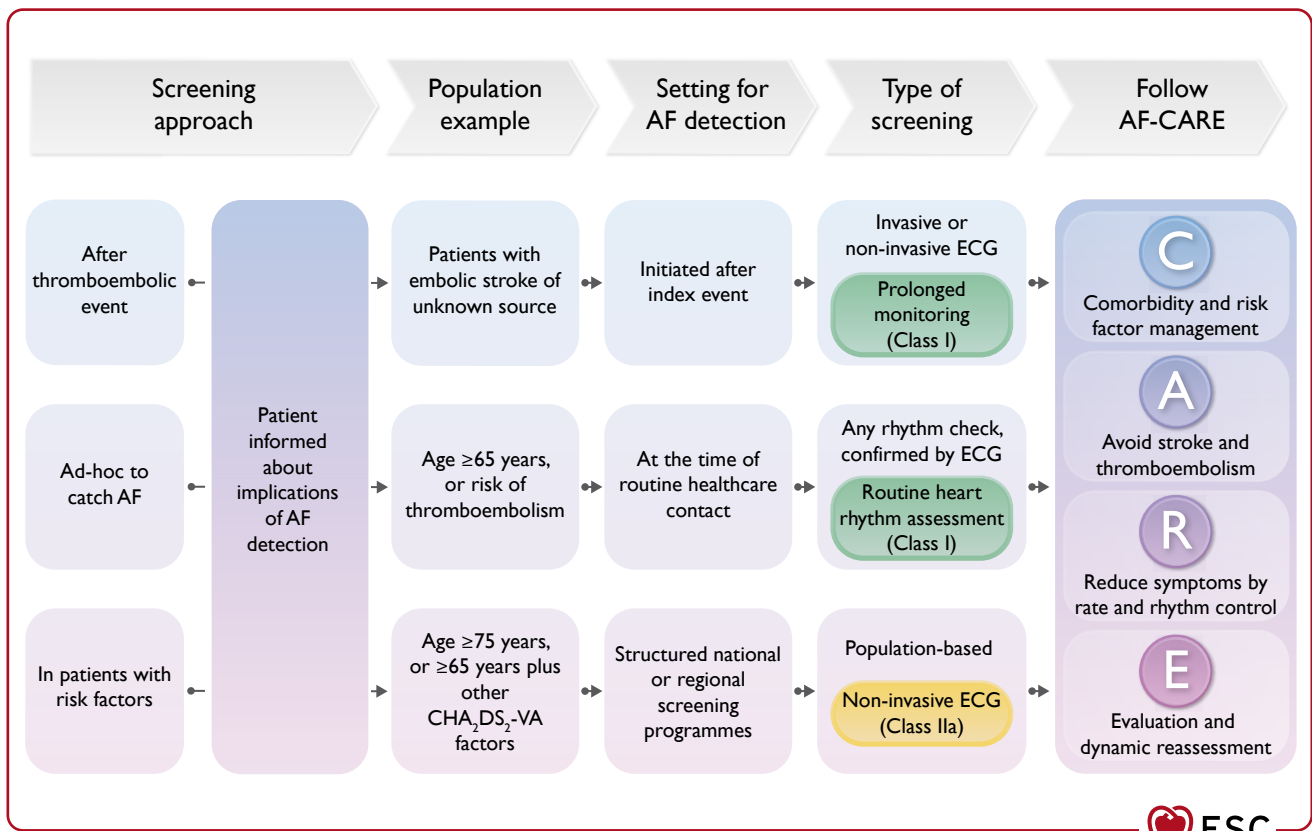 Screening
approach
Population
example
Setting for
AF detection
Type of
screening
Follow
AF-CARE
After
thromboembolic
event
Patient
informed
about
implications
of AF
detection
Patients with
embolic stroke of
unknown source
Initiated after
index event
Invasive or
non-invasive ECG
Prolonged
monitoring
(Class I)
Ad-hoc to
catch AF
Age ≥65 years,
or risk of
thromboembolism
At the time of
routine healthcare
contact
Any rhythm check,
confirmed by ECG
Routine heart
rhythm assessment
(Class I)
In patients with
risk factors
Age ≥75 years,
or ≥65 years plus
other
CHA₂DS₂-VA
factors
Structured national
or regional
screening
programmes
Population-based
Non-invasive ECG
(Class IIa)
C
Comorbidity and risk
factor management
A
Avoid stroke and
thromboembolism
R
Reduce symptoms by
rate and rhythm control
E
Evaluation and
dynamic reassessment
ESC